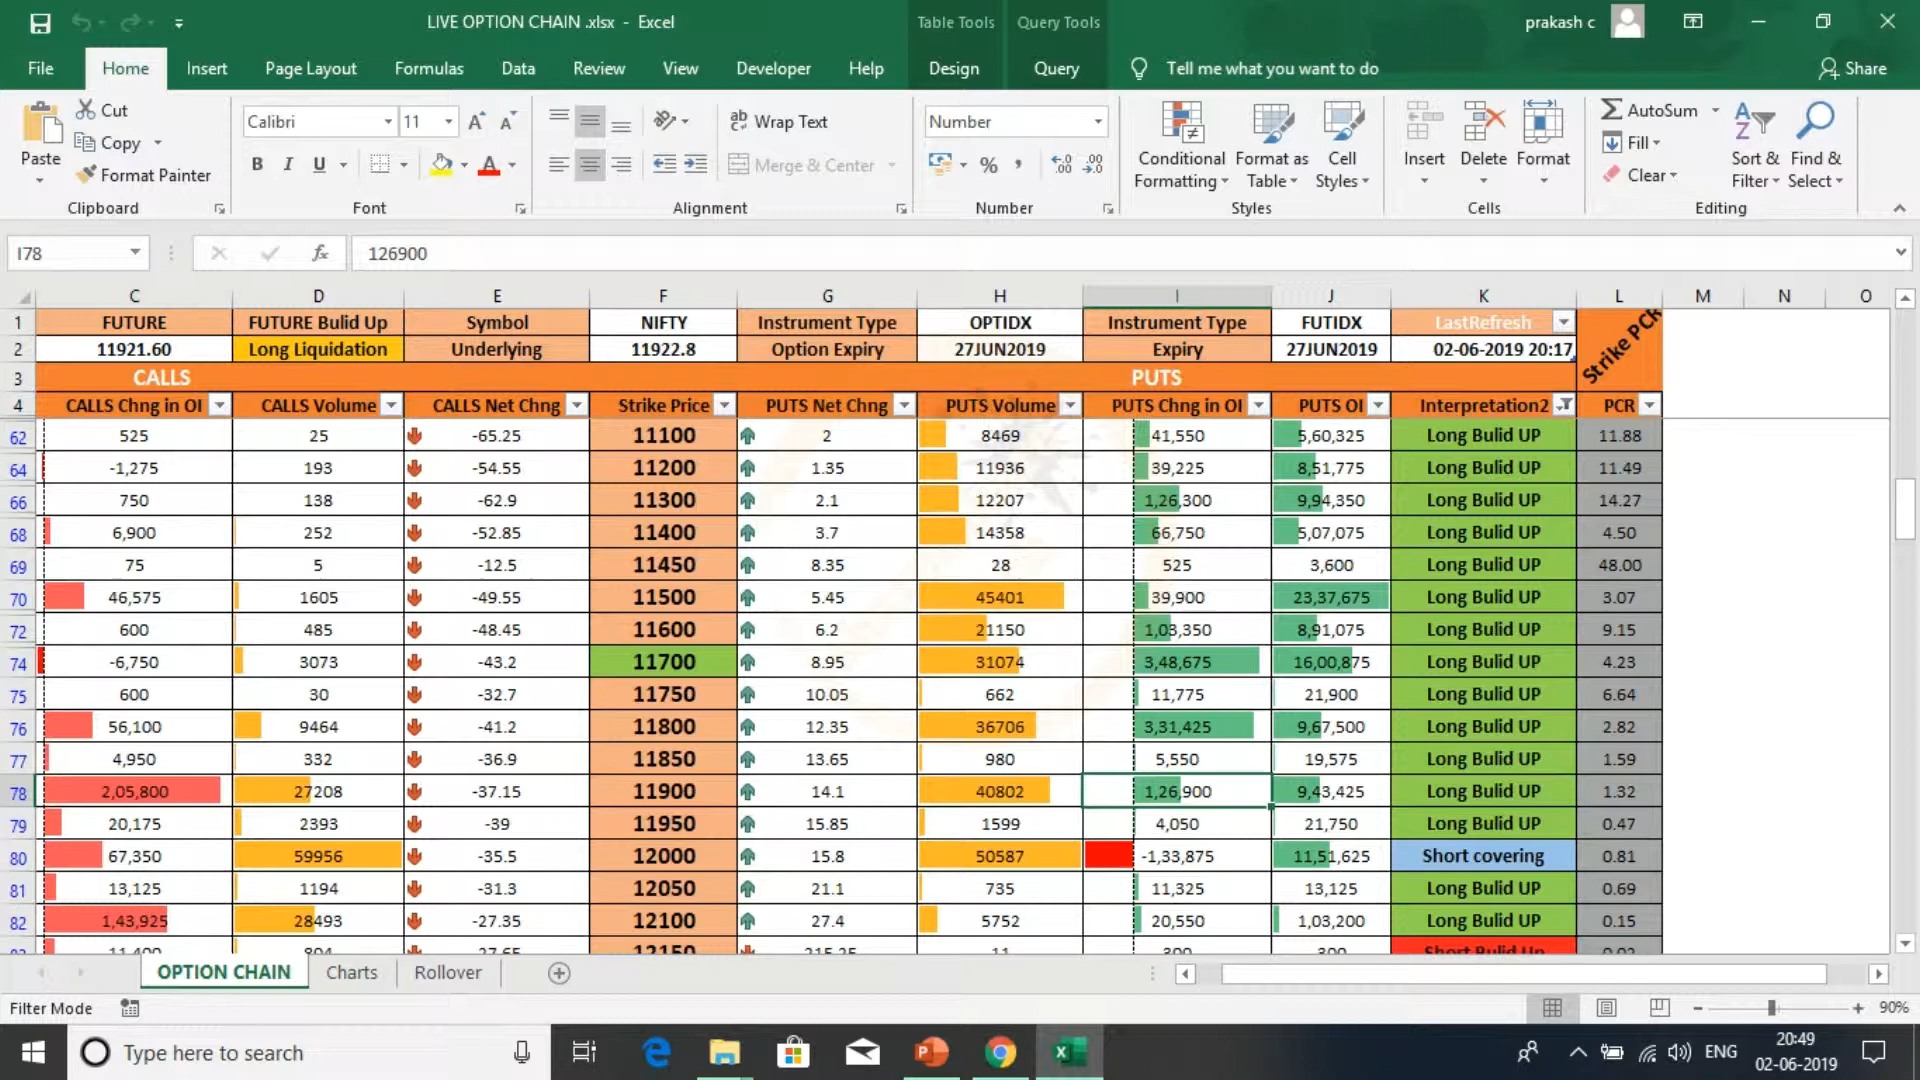 LIVE OPTION CHAIN .xlsx - Excel
Table Tools
Query Tools
prakash c
File
Home
Insert
Page Layout
Formulas
Data
Review
View
Developer
Help
Design
Query
Tell me what you want to do
Share
Paste
Cut
Copy
Format Painter
Clipboard
Calibri
11
B I U
Font
Wrap Text
Merge & Center
Alignment
Number
Number
Conditional Formatting
Format as Table
Cell Styles
Styles
Insert
Delete
Format
Cells
AutoSum
Fill
Clear
Sort & Filter
Find & Select
Editing
I78
fx
126900
C D E F G H I J K L M N O
1 FUTURE FUTURE Build Up Symbol NIFTY Instrument Type OPTIDX Instrument Type FUTIDX LastRefresh
2 11921.60 Long Liquidation Underlying 11922.8 Option Expiry 27JUN2019 Expiry 27JUN2019 02-06-2019 20:17
Strike PCR
3 CALLS PUTS
4 CALLS Chng in OI CALLS Volume CALLS Net Chng Strike Price PUTS Net Chng PUTS Volume PUTS Chng in OI PUTS OI Interpretation2 PCR
62 525 25 -65.25 11100 2 8469 41,550 5,60,325 Long Bulid UP 11.88
64 -1,275 193 -54.55 11200 1.35 11936 39,225 8,51,775 Long Bulid UP 11.49
66 750 138 -62.9 11300 2.1 12207 1,26,300 9,94,350 Long Bulid UP 14.27
68 6,900 252 -52.85 11400 3.7 14358 66,750 5,07,075 Long Bulid UP 4.50
69 75 5 -12.5 11450 8.35 28 525 3,600 Long Bulid UP 48.00
70 46,575 1605 -49.55 11500 5.45 45401 39,900 23,37,675 Long Bulid UP 3.07
72 600 485 -48.45 11600 6.2 21150 1,03,350 8,91,075 Long Bulid UP 9.15
74 -6,750 3073 -43.2 11700 8.95 31074 3,48,675 16,00,875 Long Bulid UP 4.23
75 600 30 -32.7 11750 10.05 662 11,775 21,900 Long Bulid UP 6.64
76 56,100 9464 -41.2 11800 12.35 36706 3,31,425 9,67,500 Long Bulid UP 2.82
77 4,950 332 -36.9 11850 13.65 980 5,550 19,575 Long Bulid UP 1.59
78 2,05,800 27208 -37.15 11900 14.1 40802 1,26,900 9,43,425 Long Bulid UP 1.32
79 20,175 2393 -39 11950 15.85 1599 4,050 21,750 Long Bulid UP 0.47
80 67,350 59956 -35.5 12000 15.8 50587 -1,33,875 11,51,625 Short covering 0.81
81 13,125 1194 -31.3 12050 21.1 735 11,325 13,125 Long Bulid UP 0.69
82 1,43,925 28493 -27.35 12100 27.4 5752 20,550 1,03,200 Long Bulid UP 0.15
12150 Short Bulid Up
OPTION CHAIN
Charts
Rollover
Filter Mode
90%
Type here to search
ENG
20:49
02-06-2019